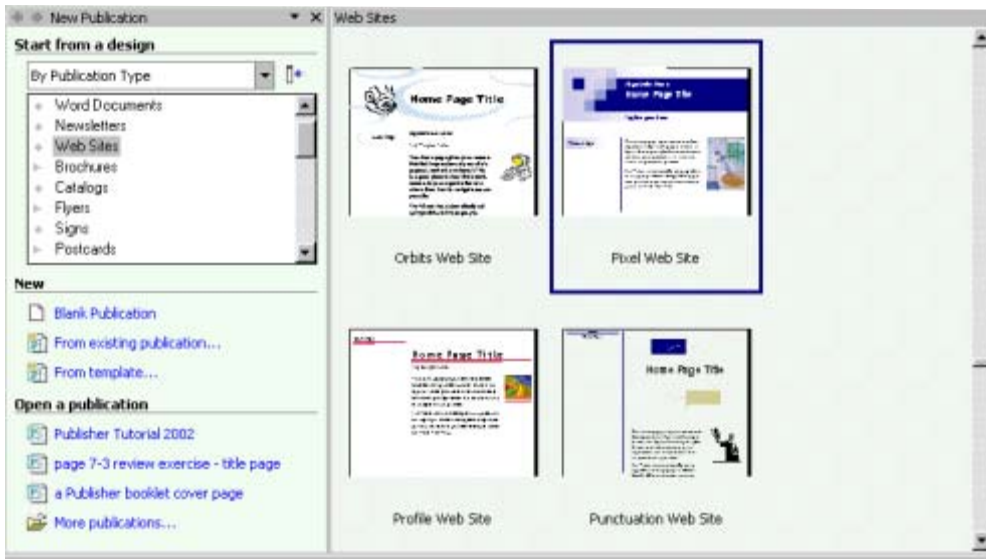 New Publication
Start from a design
By Publication Type
Word Documents
Newsletters
Web Sites
Brochures
Catalogs
Flyers
Signs
Postcards
New
Blank Publication
From existing publication...
From template...
Open a publication
Publisher Tutorial 2002
page 7-3 review exercise - title page
a Publisher booklet cover page
More publications...
Web Sites
Home Page Title
Orbits Web Site
Home Page Title
Pixel Web Site
Home Page Title
Profile Web Site
Home Page Title
Punctuation Web Site